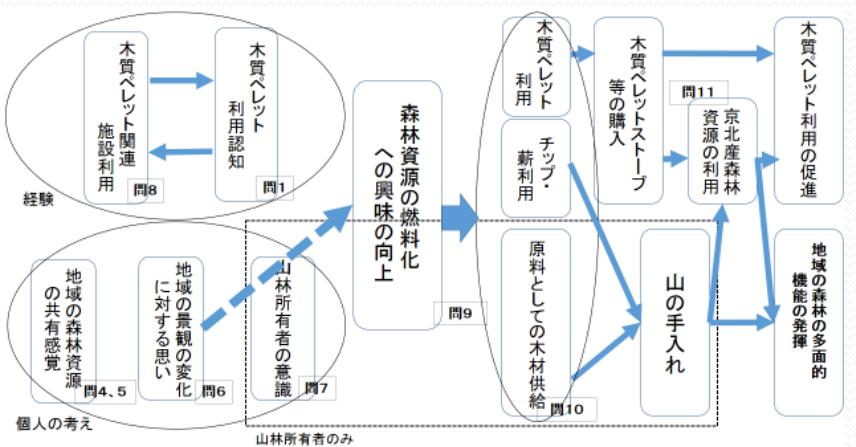 木質ペレット関連
施設利用
問8
木質ペレット
利用認知
問1
経験
地域の森林資源
の共有感覚
問4、5
地域の景観の変化
に対する思い
問6
山林所有者の意識
問7
個人の考え
山林所有者のみ
森林資源の燃料化
への興味の向上
問9
木質ペレット
利用
チップ・
薪利用
原料としての木材供給
問10
木質ペレットストーブ
等の購入
問11
京北産森林
資源の利用
山の手入れ
木質ペレット利用の促進
地域の森林の多面的
機能の発揮